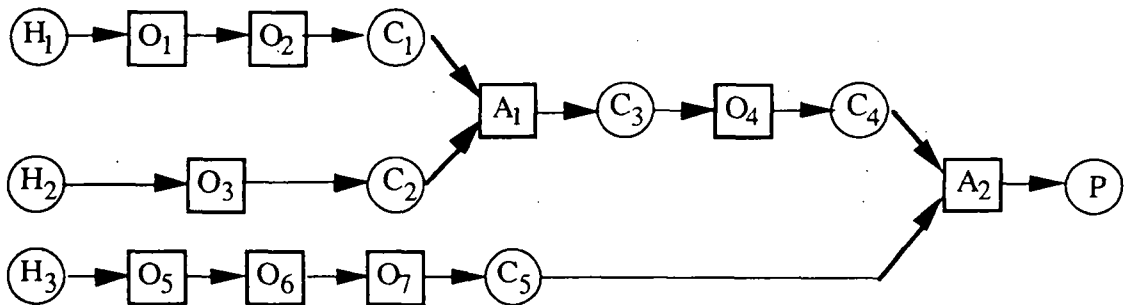 H₁ O₁ O₂ C₁
A₁ C₃ O₄ C₄
H₂ O₃ C₂ A₂ P
H₃ O₅ O₆ O₇ C₅